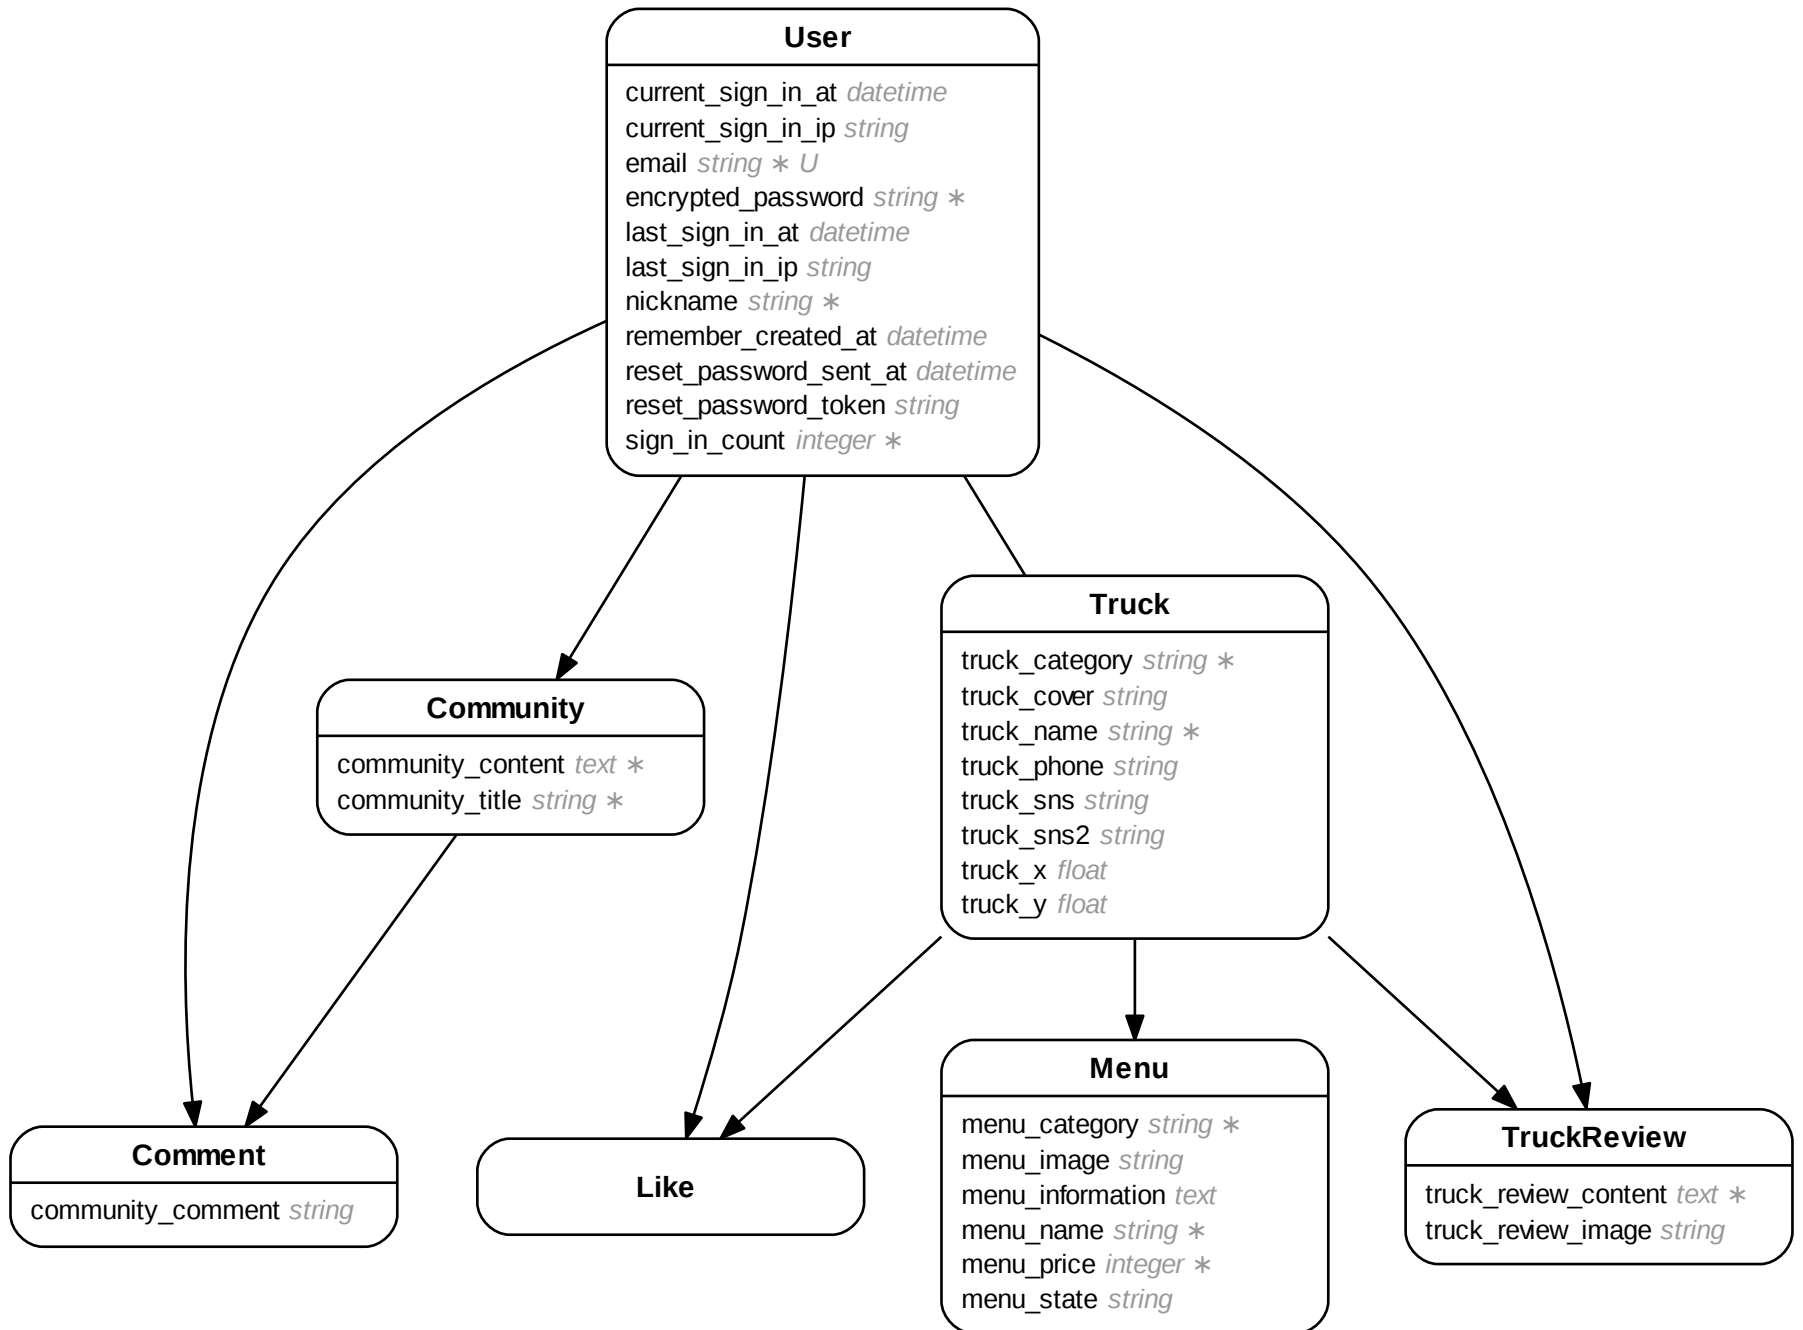 User
current_sign_in_at datetime
current_sign_in_ip string
email string ∗ U
encrypted_password string ∗
last_sign_in_at datetime
last_sign_in_ip string
nickname string ∗
remember_created_at datetime
reset_password_sent_at datetime
reset_password_token string
sign_in_count integer ∗
Truck
truck_category string ∗
truck_cover string
truck_name string ∗
truck_phone string
truck_sns string
truck_sns2 string
truck_x float
truck_y float
Community
community_content text ∗
community_title string ∗
Comment
community_comment string
Like
Menu
menu_category string ∗
menu_image string
menu_information text
menu_name string ∗
menu_price integer ∗
menu_state string
TruckReview
truck_review_content text ∗
truck_review_image string